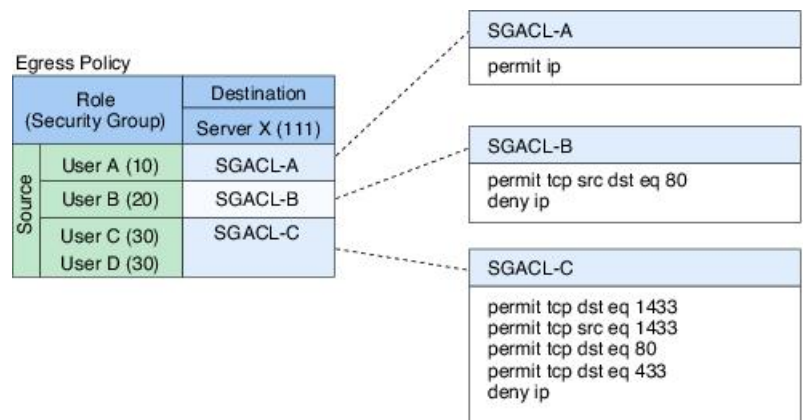 Egress Policy
Role
(Security Group)
Destination
Server X (111)
Source
User A (10)
SGACL-A
User B (20)
SGACL-B
User C (30)
User D (30)
SGACL-C
SGACL-A
permit ip
SGACL-B
permit tcp src dst eq 80
deny ip
SGACL-C
permit tcp dst eq 1433
permit tcp src eq 1433
permit tcp dst eq 80
permit tcp dst eq 433
deny ip